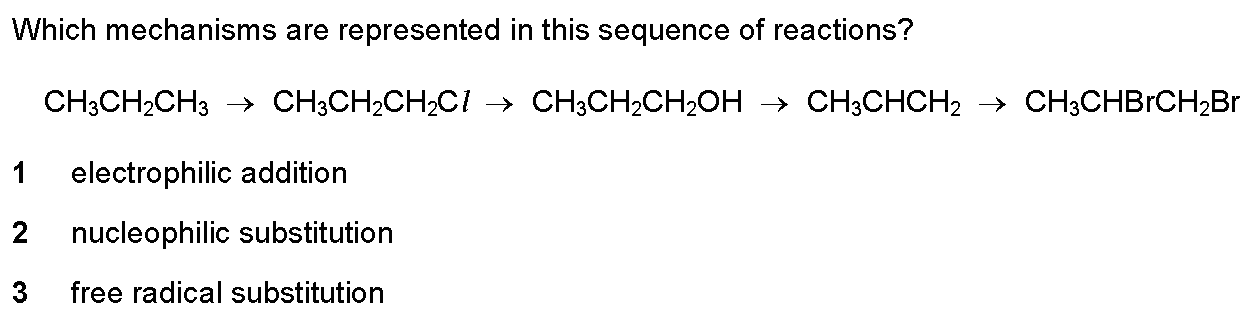 Which mechanisms are represented in this sequence of reactions?
CH₃CH₂CH₃ → CH₃CH₂CH₂Cl → CH₃CH₂CH₂OH → CH₃CHCH₂ → CH₃CHBrCH₂Br
1 electrophilic addition
2 nucleophilic substitution
3 free radical substitution